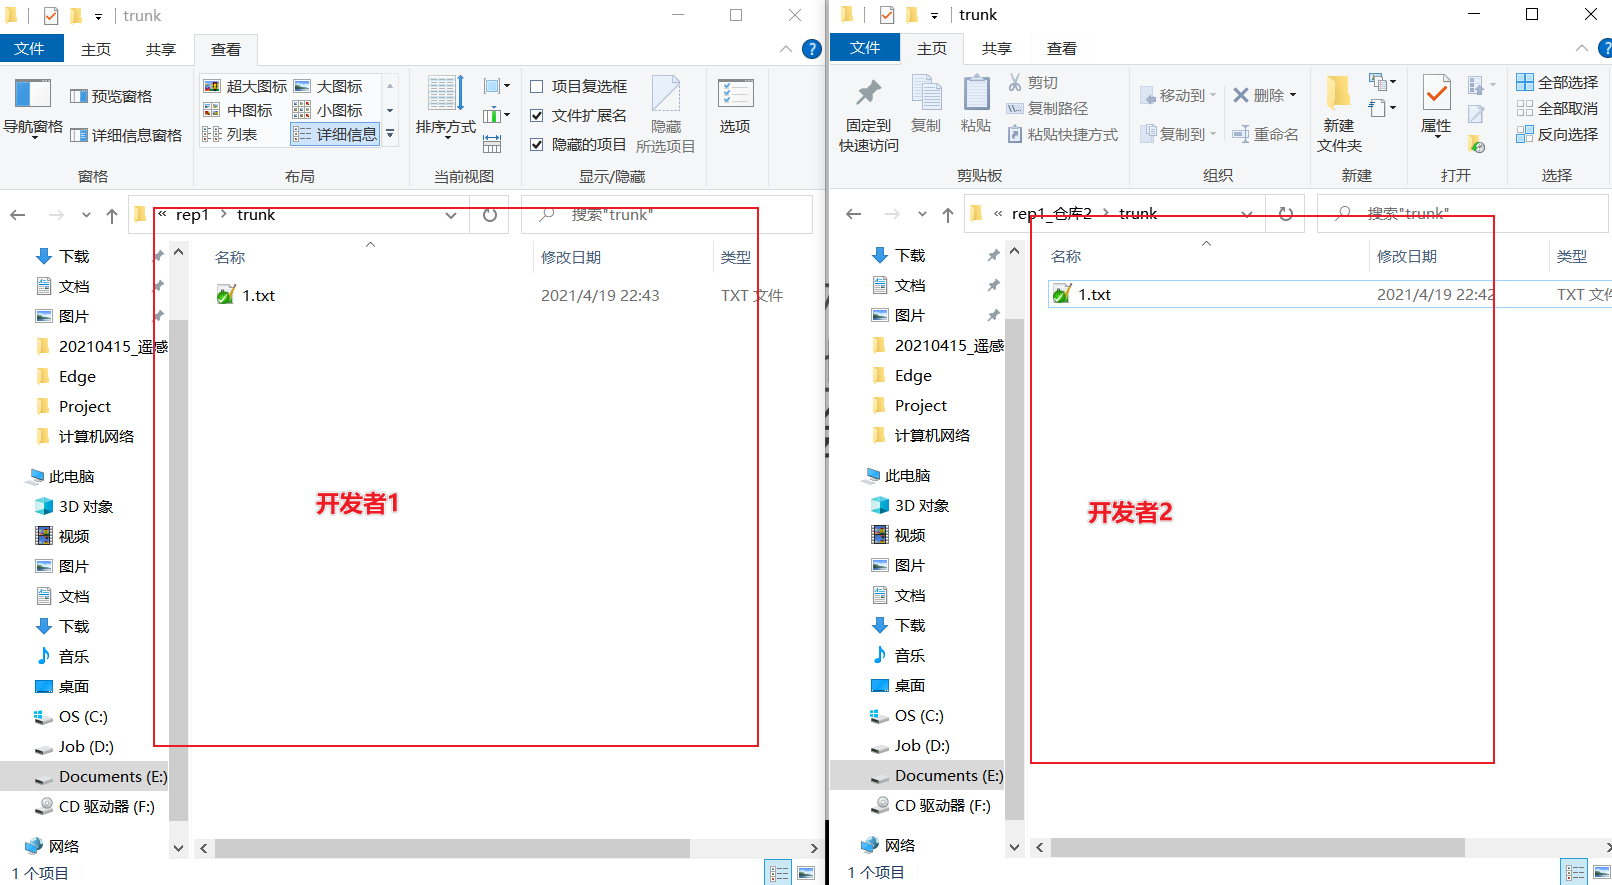 trunk
文件
主页
共享
查看
导航窗格
预览窗格
详细信息窗格
窗格
超大图标
大图标
中图标
小图标
列表
详细信息
布局
排序方式
当前视图
项目复选框
文件扩展名
隐藏的项目
隐藏
所选项目
显示/隐藏
选项
« rep1 > trunk
搜索"trunk"
名称
修改日期
类型
1.txt
2021/4/19 22:43
TXT 文件
下载
文档
图片
20210415_遥感
Edge
Project
计算机网络
此电脑
3D 对象
视频
图片
文档
下载
音乐
桌面
OS (C:)
Job (D:)
Documents (E:)
CD 驱动器 (F:)
网络
1 个项目
开发者1
trunk
文件
主页
共享
查看
固定到
快速访问
复制
粘贴
剪切
复制路径
粘贴快捷方式
剪贴板
移动到
复制到
删除
重命名
组织
新建
文件夹
新建
属性
打开
全部选择
全部取消
反向选择
选择
« rep1_仓库2 > trunk
搜索"trunk"
名称
修改日期
类型
1.txt
2021/4/19 22:42
TXT 文件
下载
文档
图片
20210415_遥感
Edge
Project
计算机网络
此电脑
3D 对象
视频
图片
文档
下载
音乐
桌面
OS (C:)
Job (D:)
Documents (E:)
CD 驱动器 (F:)
网络
1 个项目
开发者2